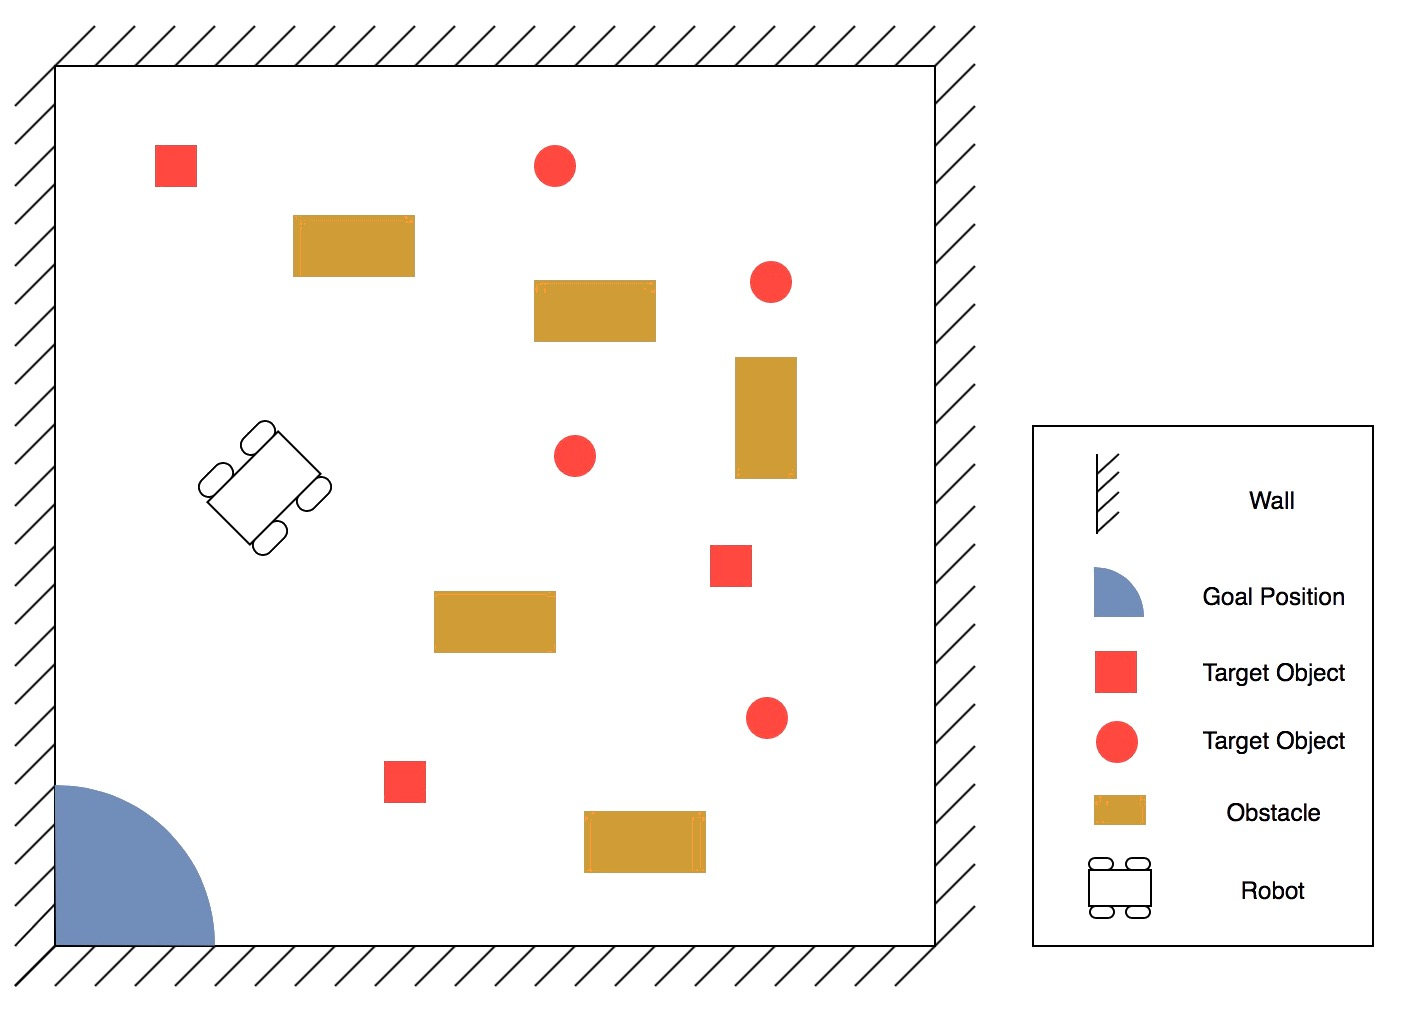 Wall
Goal Position
Target Object
Target Object
Obstacle
Robot